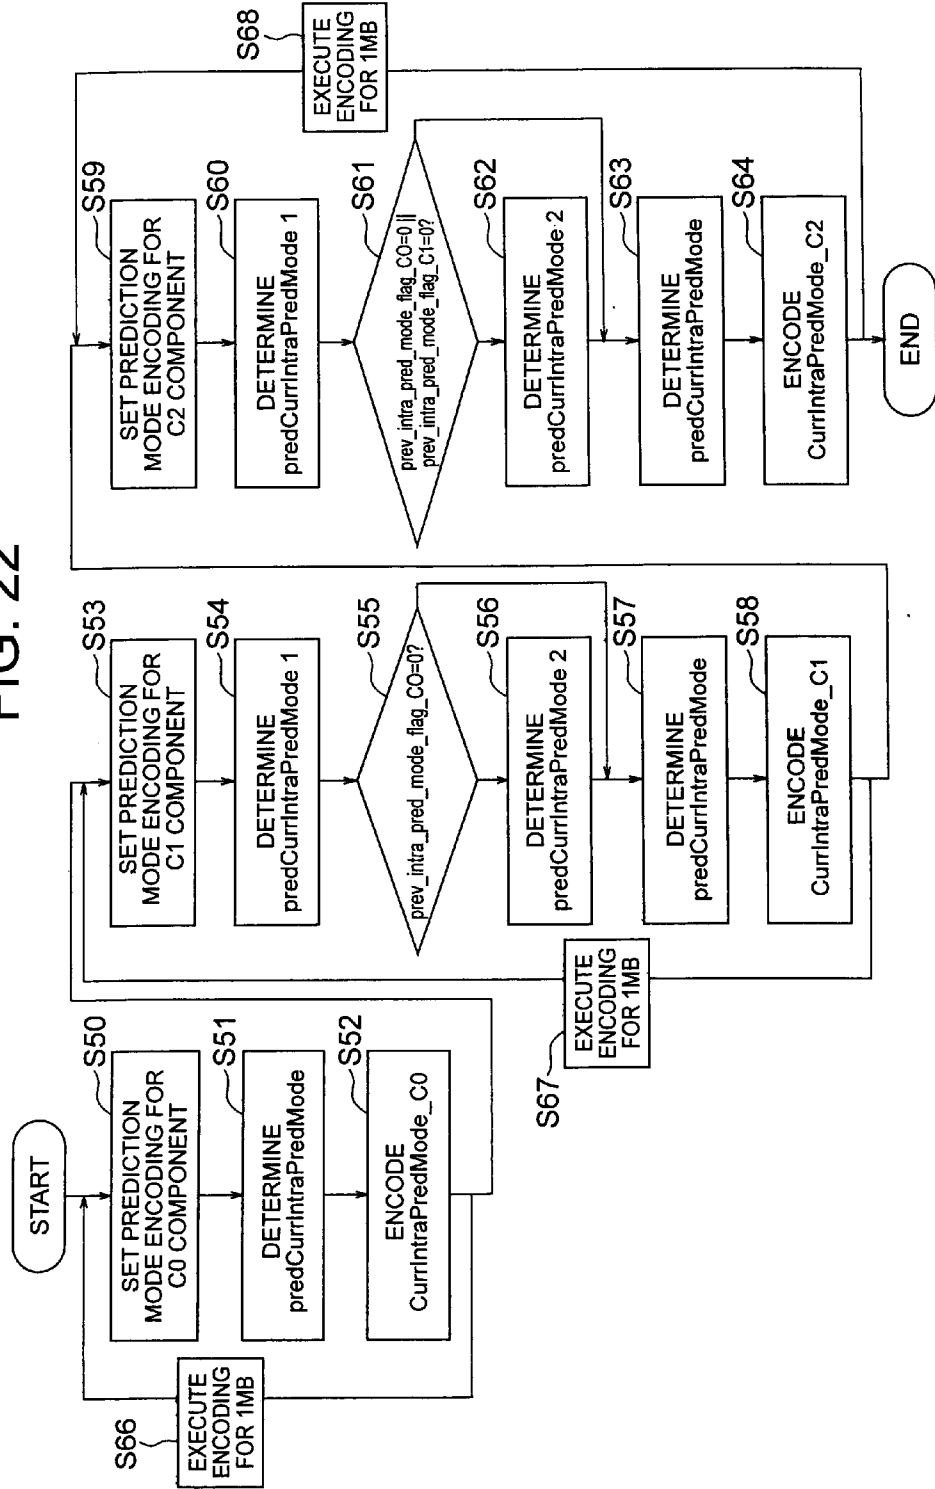 FIG. 22
START
S50
SET PREDICTION
MODE ENCODING FOR
C0 COMPONENT
S51
DETERMINE
predCurrIntraPredMode
S52
ENCODE
CurrIntraPredMode_C0
S66
EXECUTE
ENCODING
FOR 1MB
S53
SET PREDICTION
MODE ENCODING FOR
C1 COMPONENT
S54
DETERMINE
predCurrIntraPredMode 1
S55
prev_intra_pred_mode_flag_CO=0?
S56
DETERMINE
predCurrIntraPredMode 2
S57
DETERMINE
predCurrIntraPredMode
S58
ENCODE
CurrIntraPredMode_C1
S67
EXECUTE
ENCODING
FOR 1MB
S59
SET PREDICTION
MODE ENCODING FOR
C2 COMPONENT
S60
DETERMINE
predCurrIntraPredMode 1
S61
prev_intra_pred_mode_flag_CO=0 ||
prev_intra_pred_mode_flag_C1=0?
S62
DETERMINE
predCurrIntraPredMode 2
S63
DETERMINE
predCurrIntraPredMode
S64
ENCODE
CurrIntraPredMode_C2
S68
EXECUTE
ENCODING
FOR 1MB
END